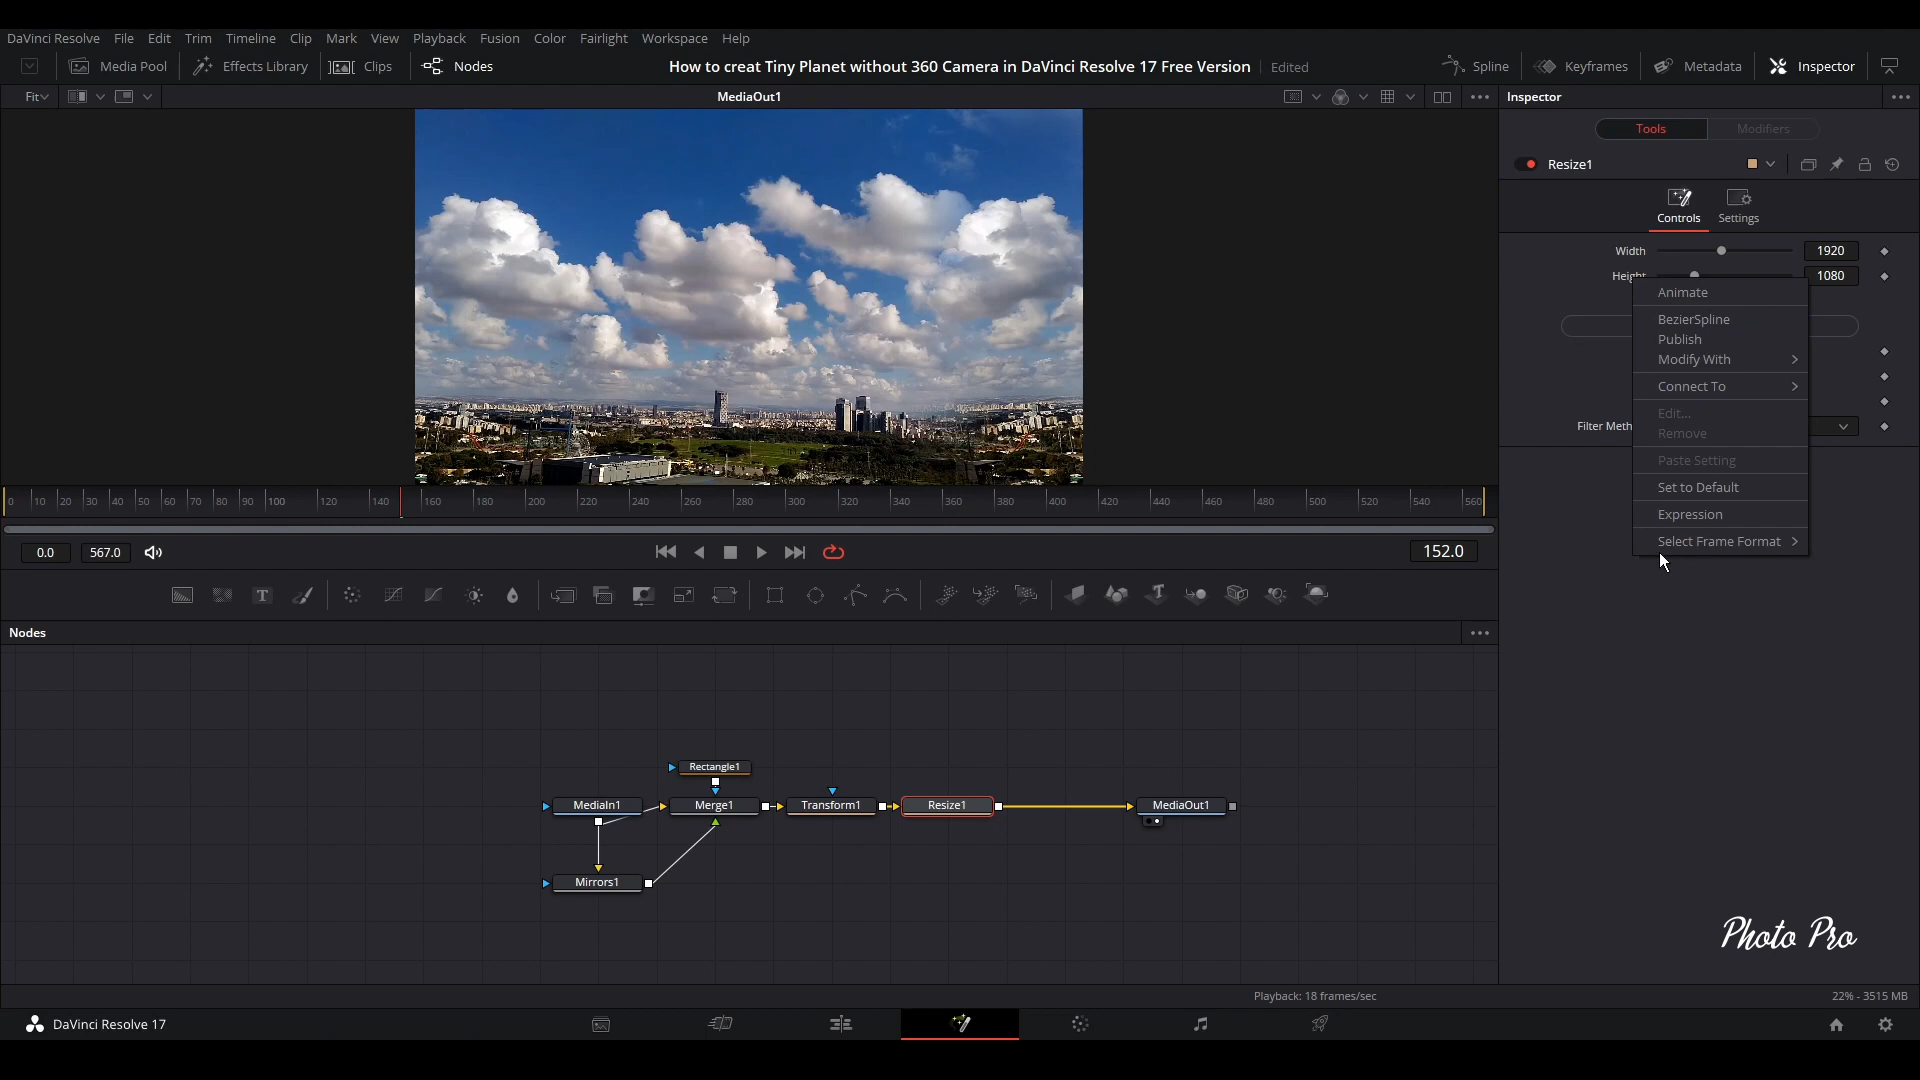 DaVinci Resolve File Edit Trim Timeline Clip Mark View Playback Fusion Color Fairlight Workspace Help
Media Pool Effects Library Clips Nodes How to creat Tiny Planet without 360 Camera in DaVinci Resolve 17 Free Version Edited Spline Keyframes Metadata Inspector
Fit MediaOut1 Inspector
Tools Modifiers
Resize1
Controls Settings
Width 1920
Height 1080
Animate
BezierSpline
Publish
Modify With
Connect To
Edit...
Filter Meth
Remove
Paste Setting
Set to Default
Expression
Select Frame Format
0 10 20 30 40 50 60 70 80 90 100 120 140 160 180 200 220 240 260 280 300 320 340 360 380 400 420 440 460 480 500 520 540 560
0.0 567.0 152.0
Nodes
Rectangle1
MediaIn1 Merge1 Transform1 Resize1 MediaOut1
Mirrors1
Photo Pro
Playback: 18 frames/sec 22% - 3515 MB
DaVinci Resolve 17